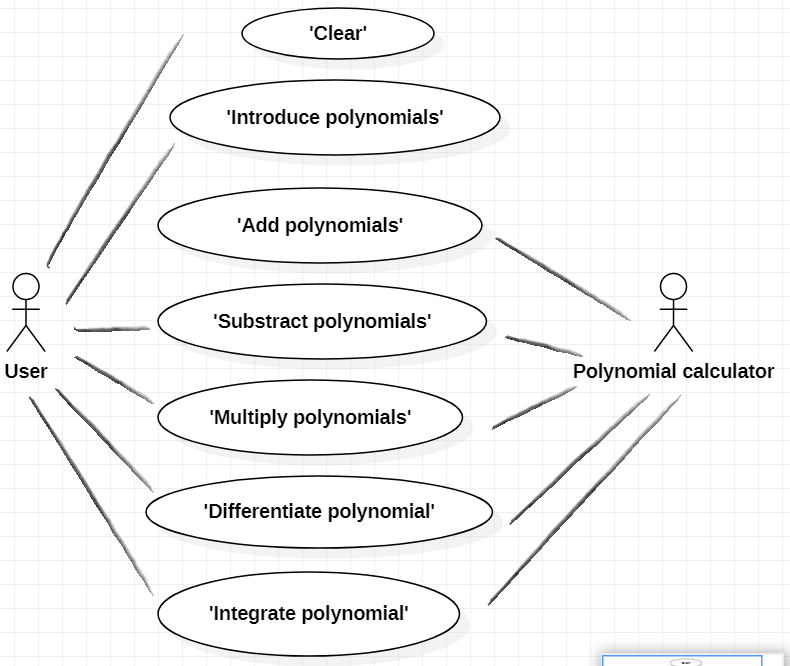 'Clear'
'Introduce polynomials'
'Add polynomials'
'Substract polynomials'
User
Polynomial calculator
'Multiply polynomials'
'Differentiate polynomial'
'Integrate polynomial'